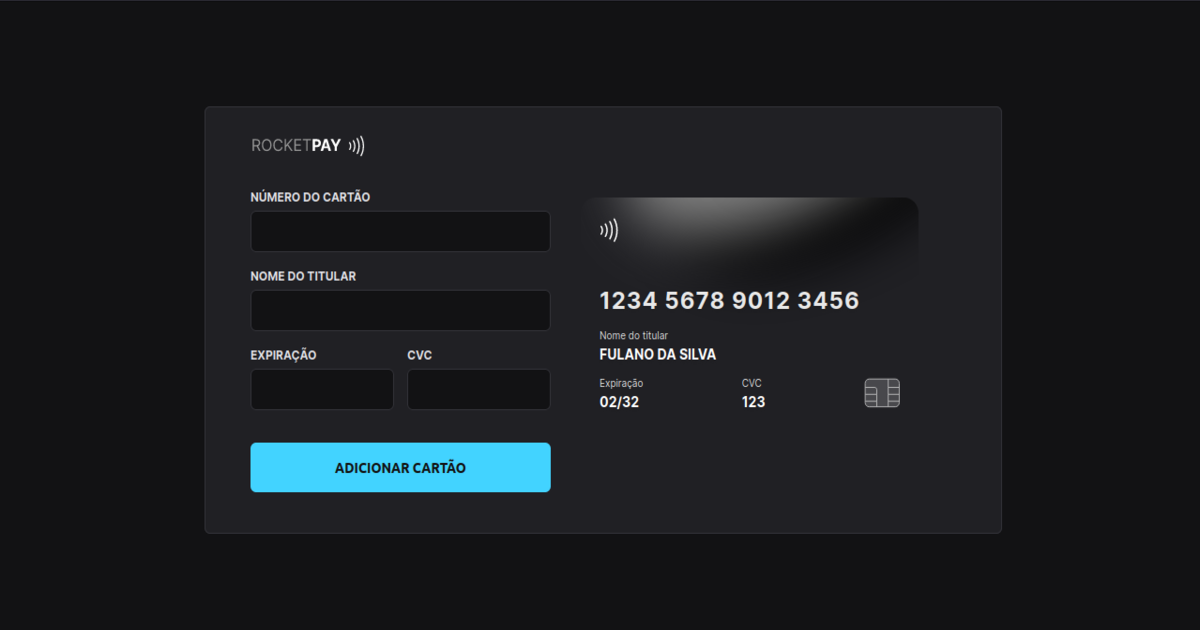 ROCKETPAY
NÚMERO DO CARTÃO
NOME DO TITULAR
EXPIRAÇÃO CVC
ADICIONAR CARTÃO
1234 5678 9012 3456
Nome do titular
FULANO DA SILVA
Expiração CVC
02/32 123